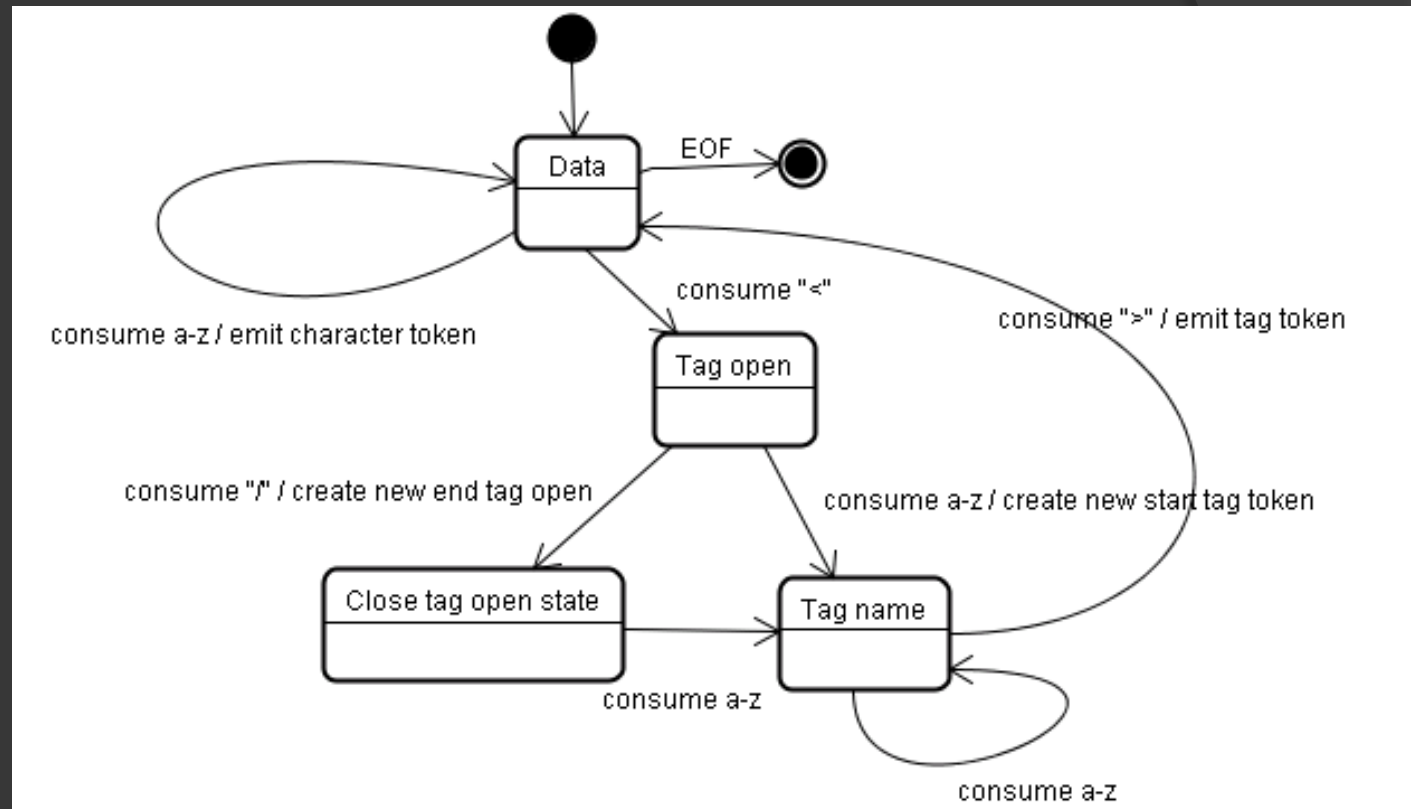 Data
EOF
consume "<"
consume a-z / emit character token
consume ">" / emit tag token
Tag open
consume "/" / create new end tag open
consume a-z / create new start tag token
Close tag open state
Tag name
consume a-z
consume a-z